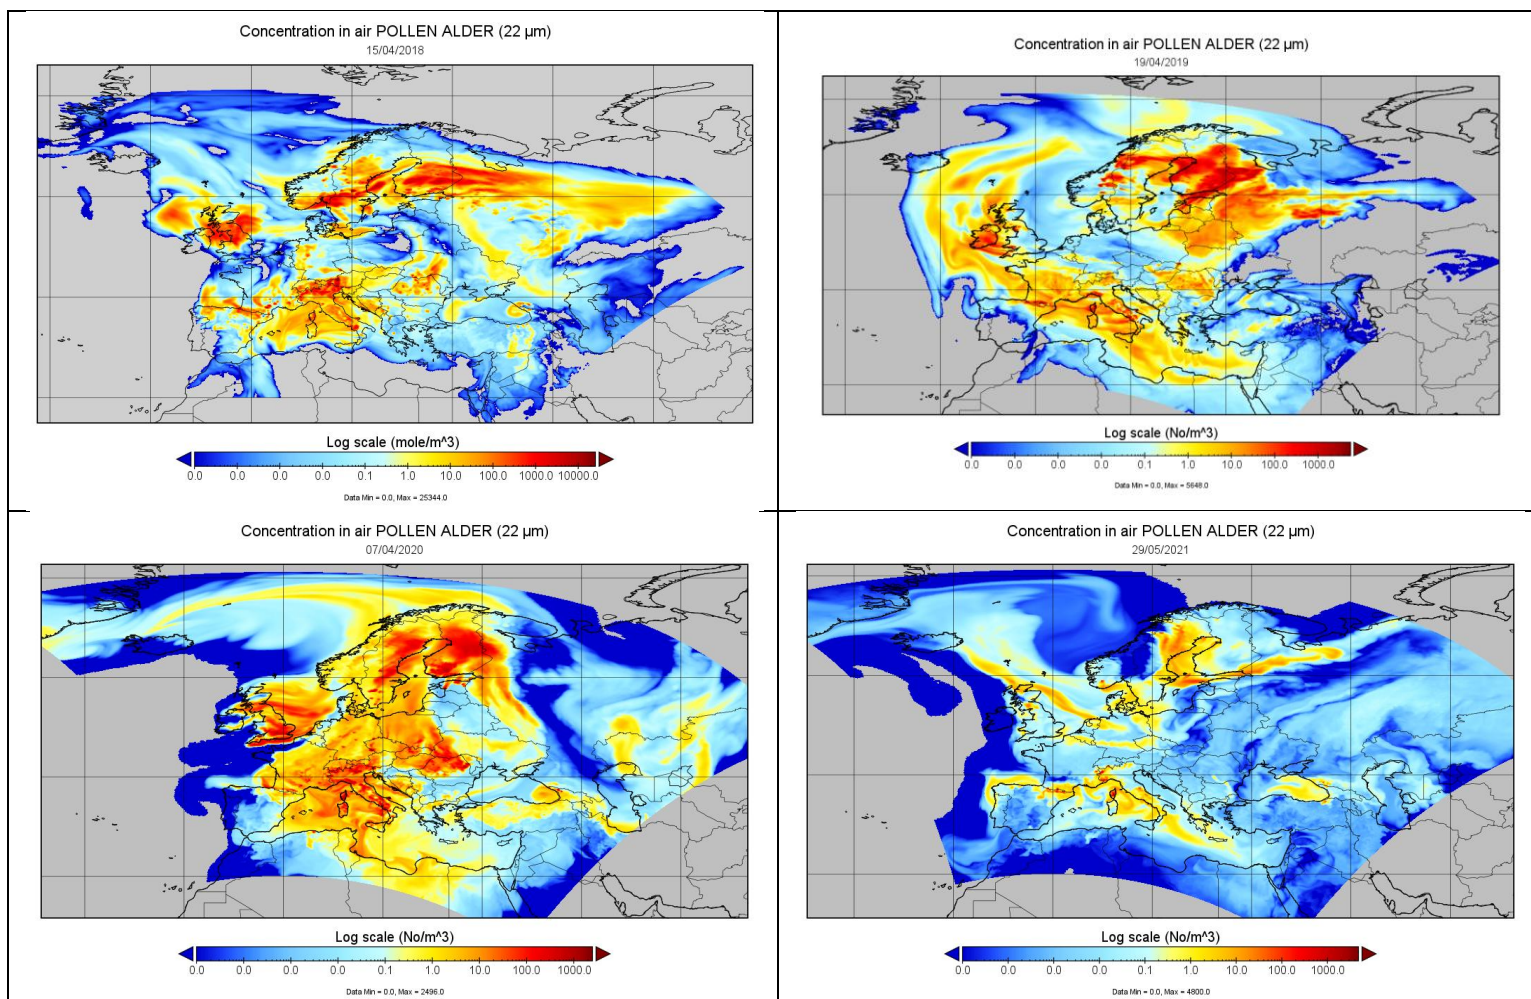 Concentration in air POLLEN ALDER (22 µm)
15/04/2018
Log scale (mole/m^3)
0.0 0.0 0.0 0.0 0.1 1.0 10.0 100.0 1000.0 10000.0
Data Min = 0.0, Max = 25344.0
Concentration in air POLLEN ALDER (22 µm)
19/04/2019
Log scale (No/m^3)
0.0 0.0 0.0 0.1 1.0 10.0 100.0 1000.0
Data Min = 0.0, Max = 5648.0
Concentration in air POLLEN ALDER (22 µm)
07/04/2020
Log scale (No/m^3)
0.0 0.0 0.0 0.1 1.0 10.0 100.0 1000.0
Data Min = 0.0, Max = 2496.0
Concentration in air POLLEN ALDER (22 µm)
29/05/2021
Log scale (No/m^3)
0.0 0.0 0.0 0.1 1.0 10.0 100.0 1000.0
Data Min = 0.0, Max = 4800.0